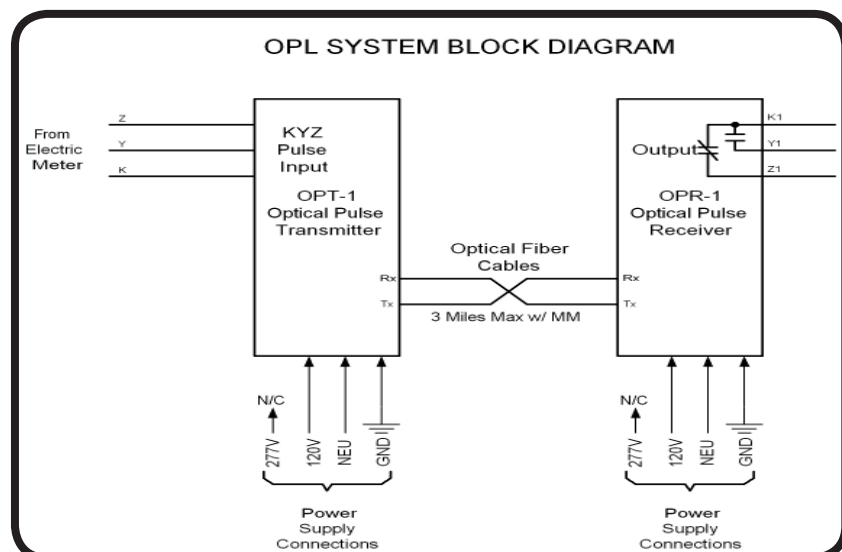 OPL SYSTEM BLOCK DIAGRAM
From
Electric
Meter
Z
Y
K
KYZ
Pulse
Input
OPT-1
Optical Pulse
Transmitter
Rx
Tx
Optical Fiber
Cables
3 Miles Max w/ MM
Output
K1
Y1
Z1
OPR-1
Optical Pulse
Receiver
Rx
Tx
N/C
277V
120V
NEU
GND
Power
Supply
Connections
N/C
277V
120V
NEU
GND
Power
Supply
Connections